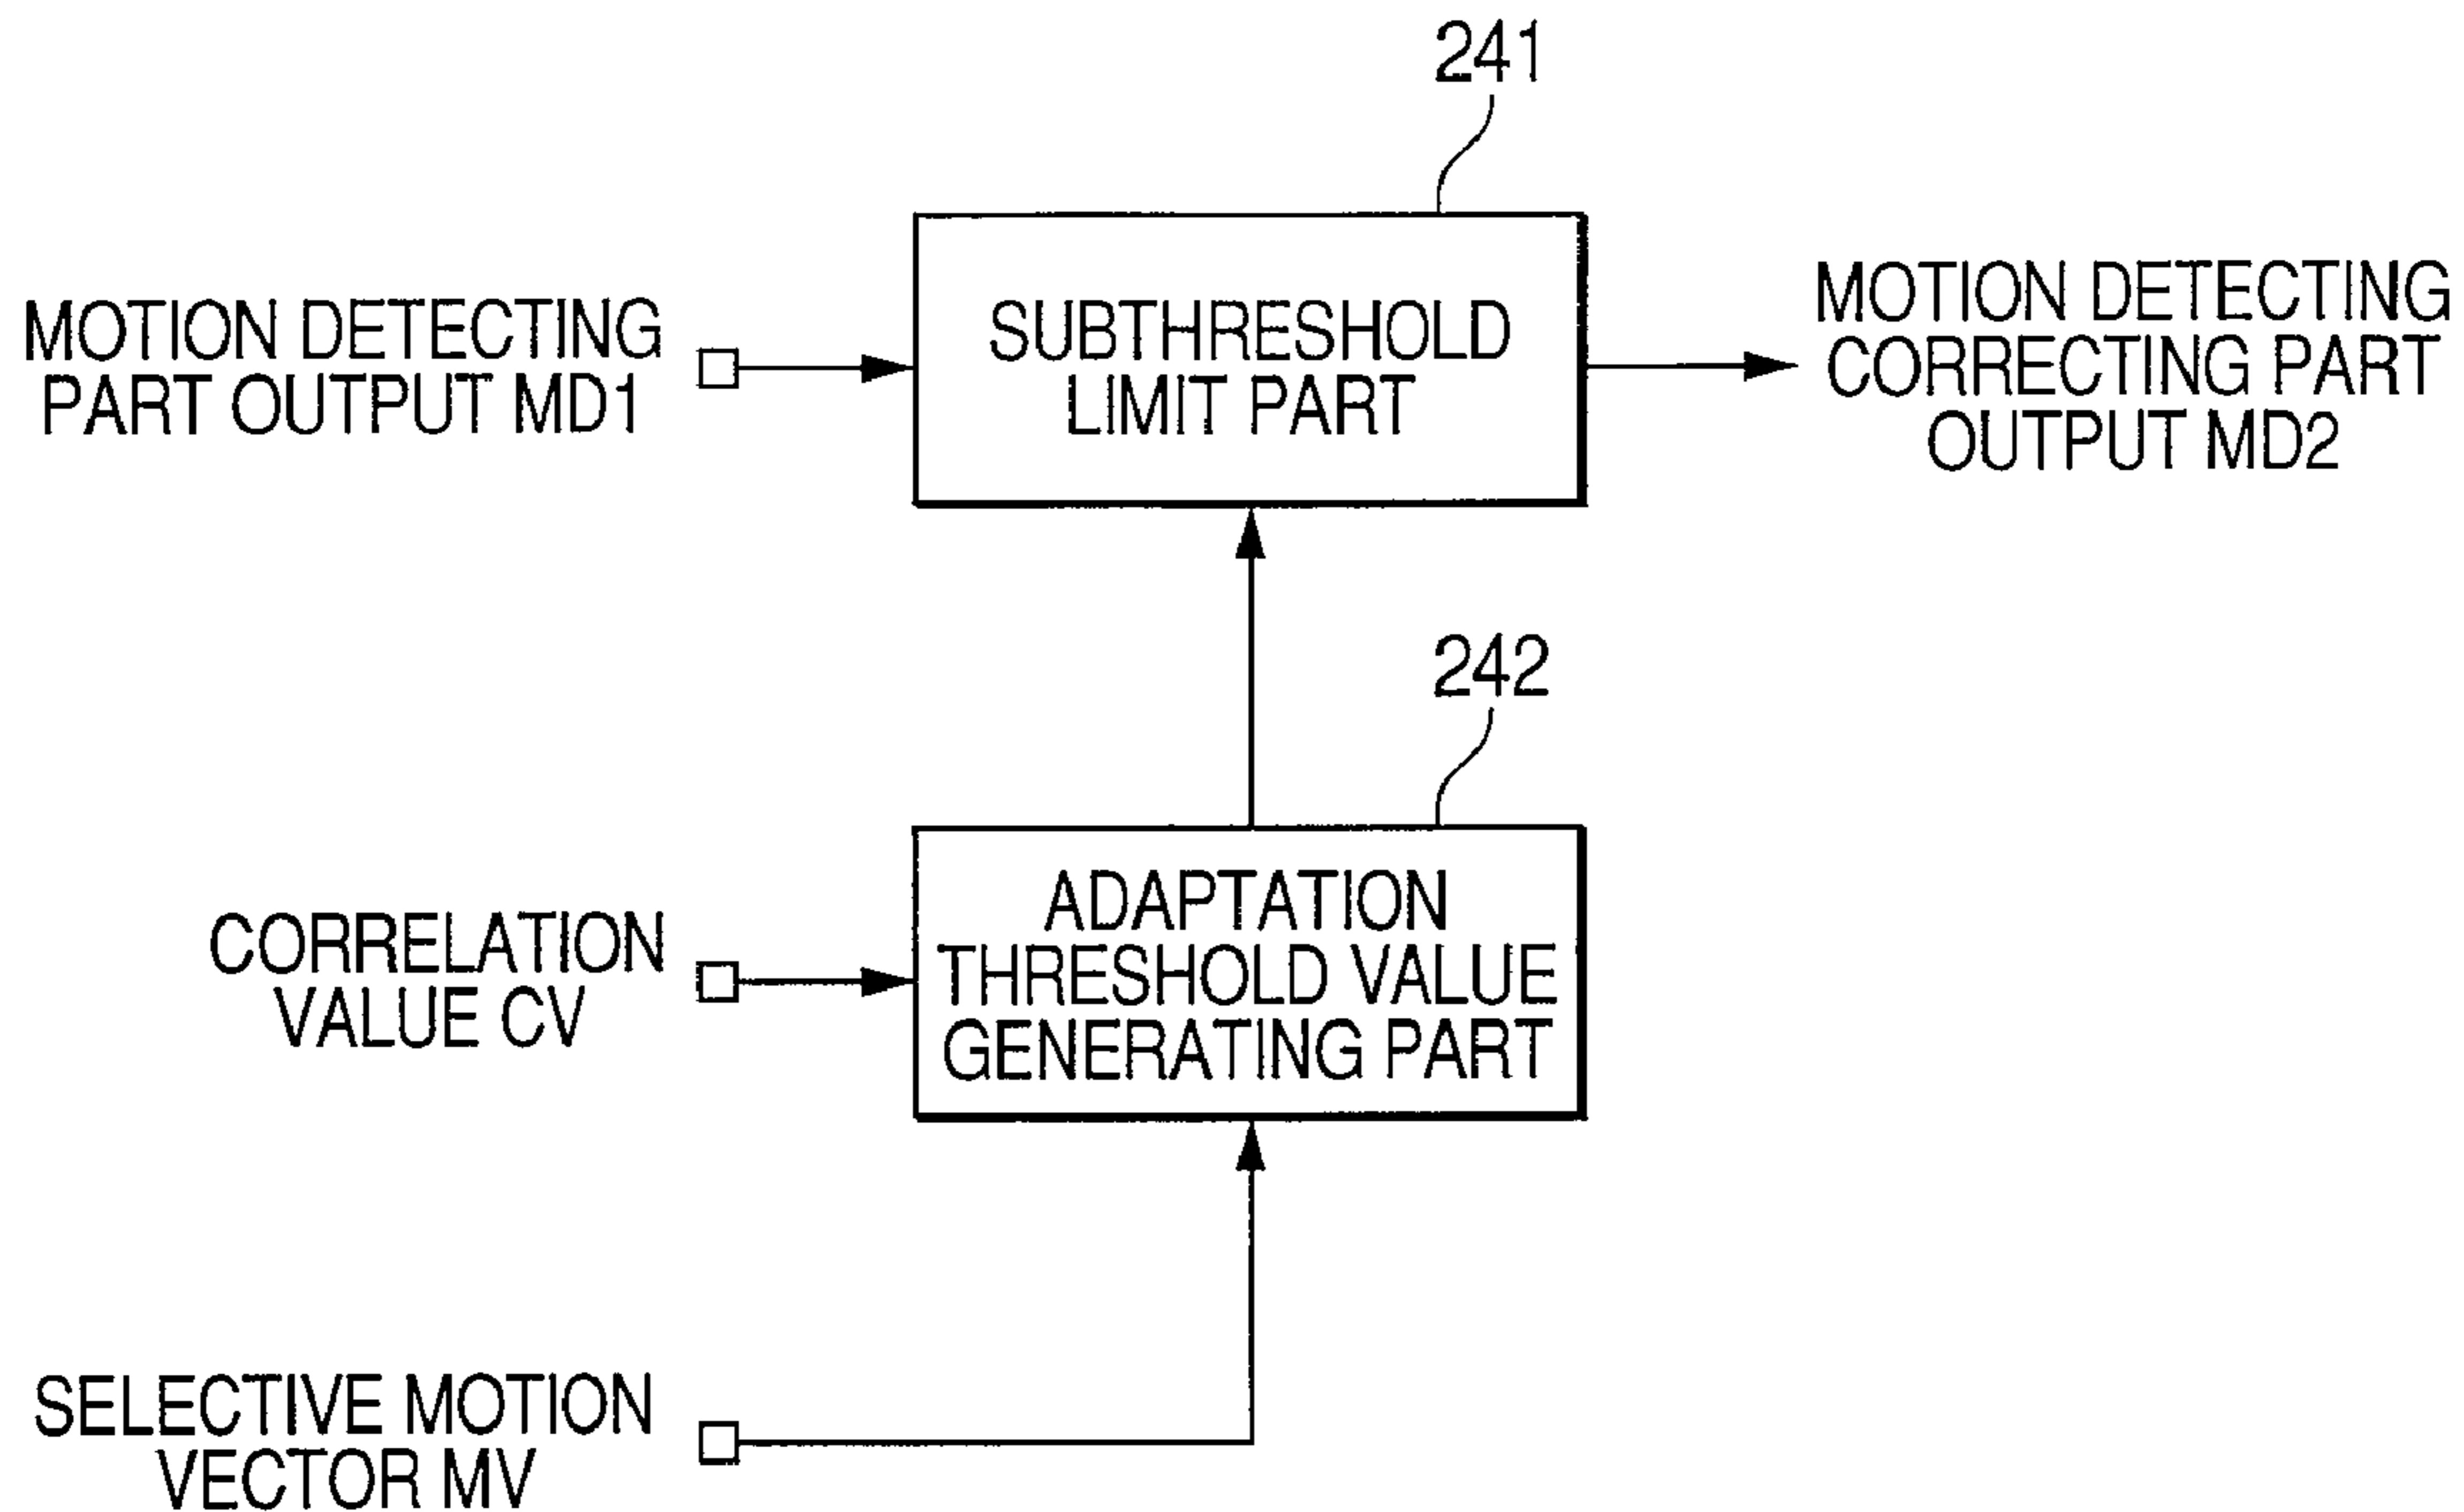 241
MOTION DETECTING
PART OUTPUT MD1
SUBTHRESHOLD
LIMIT PART
MOTION DETECTING
CORRECTING PART
OUTPUT MD2
242
CORRELATION
VALUE CV
ADAPTATION
THRESHOLD VALUE
GENERATING PART
SELECTIVE MOTION
VECTOR MV